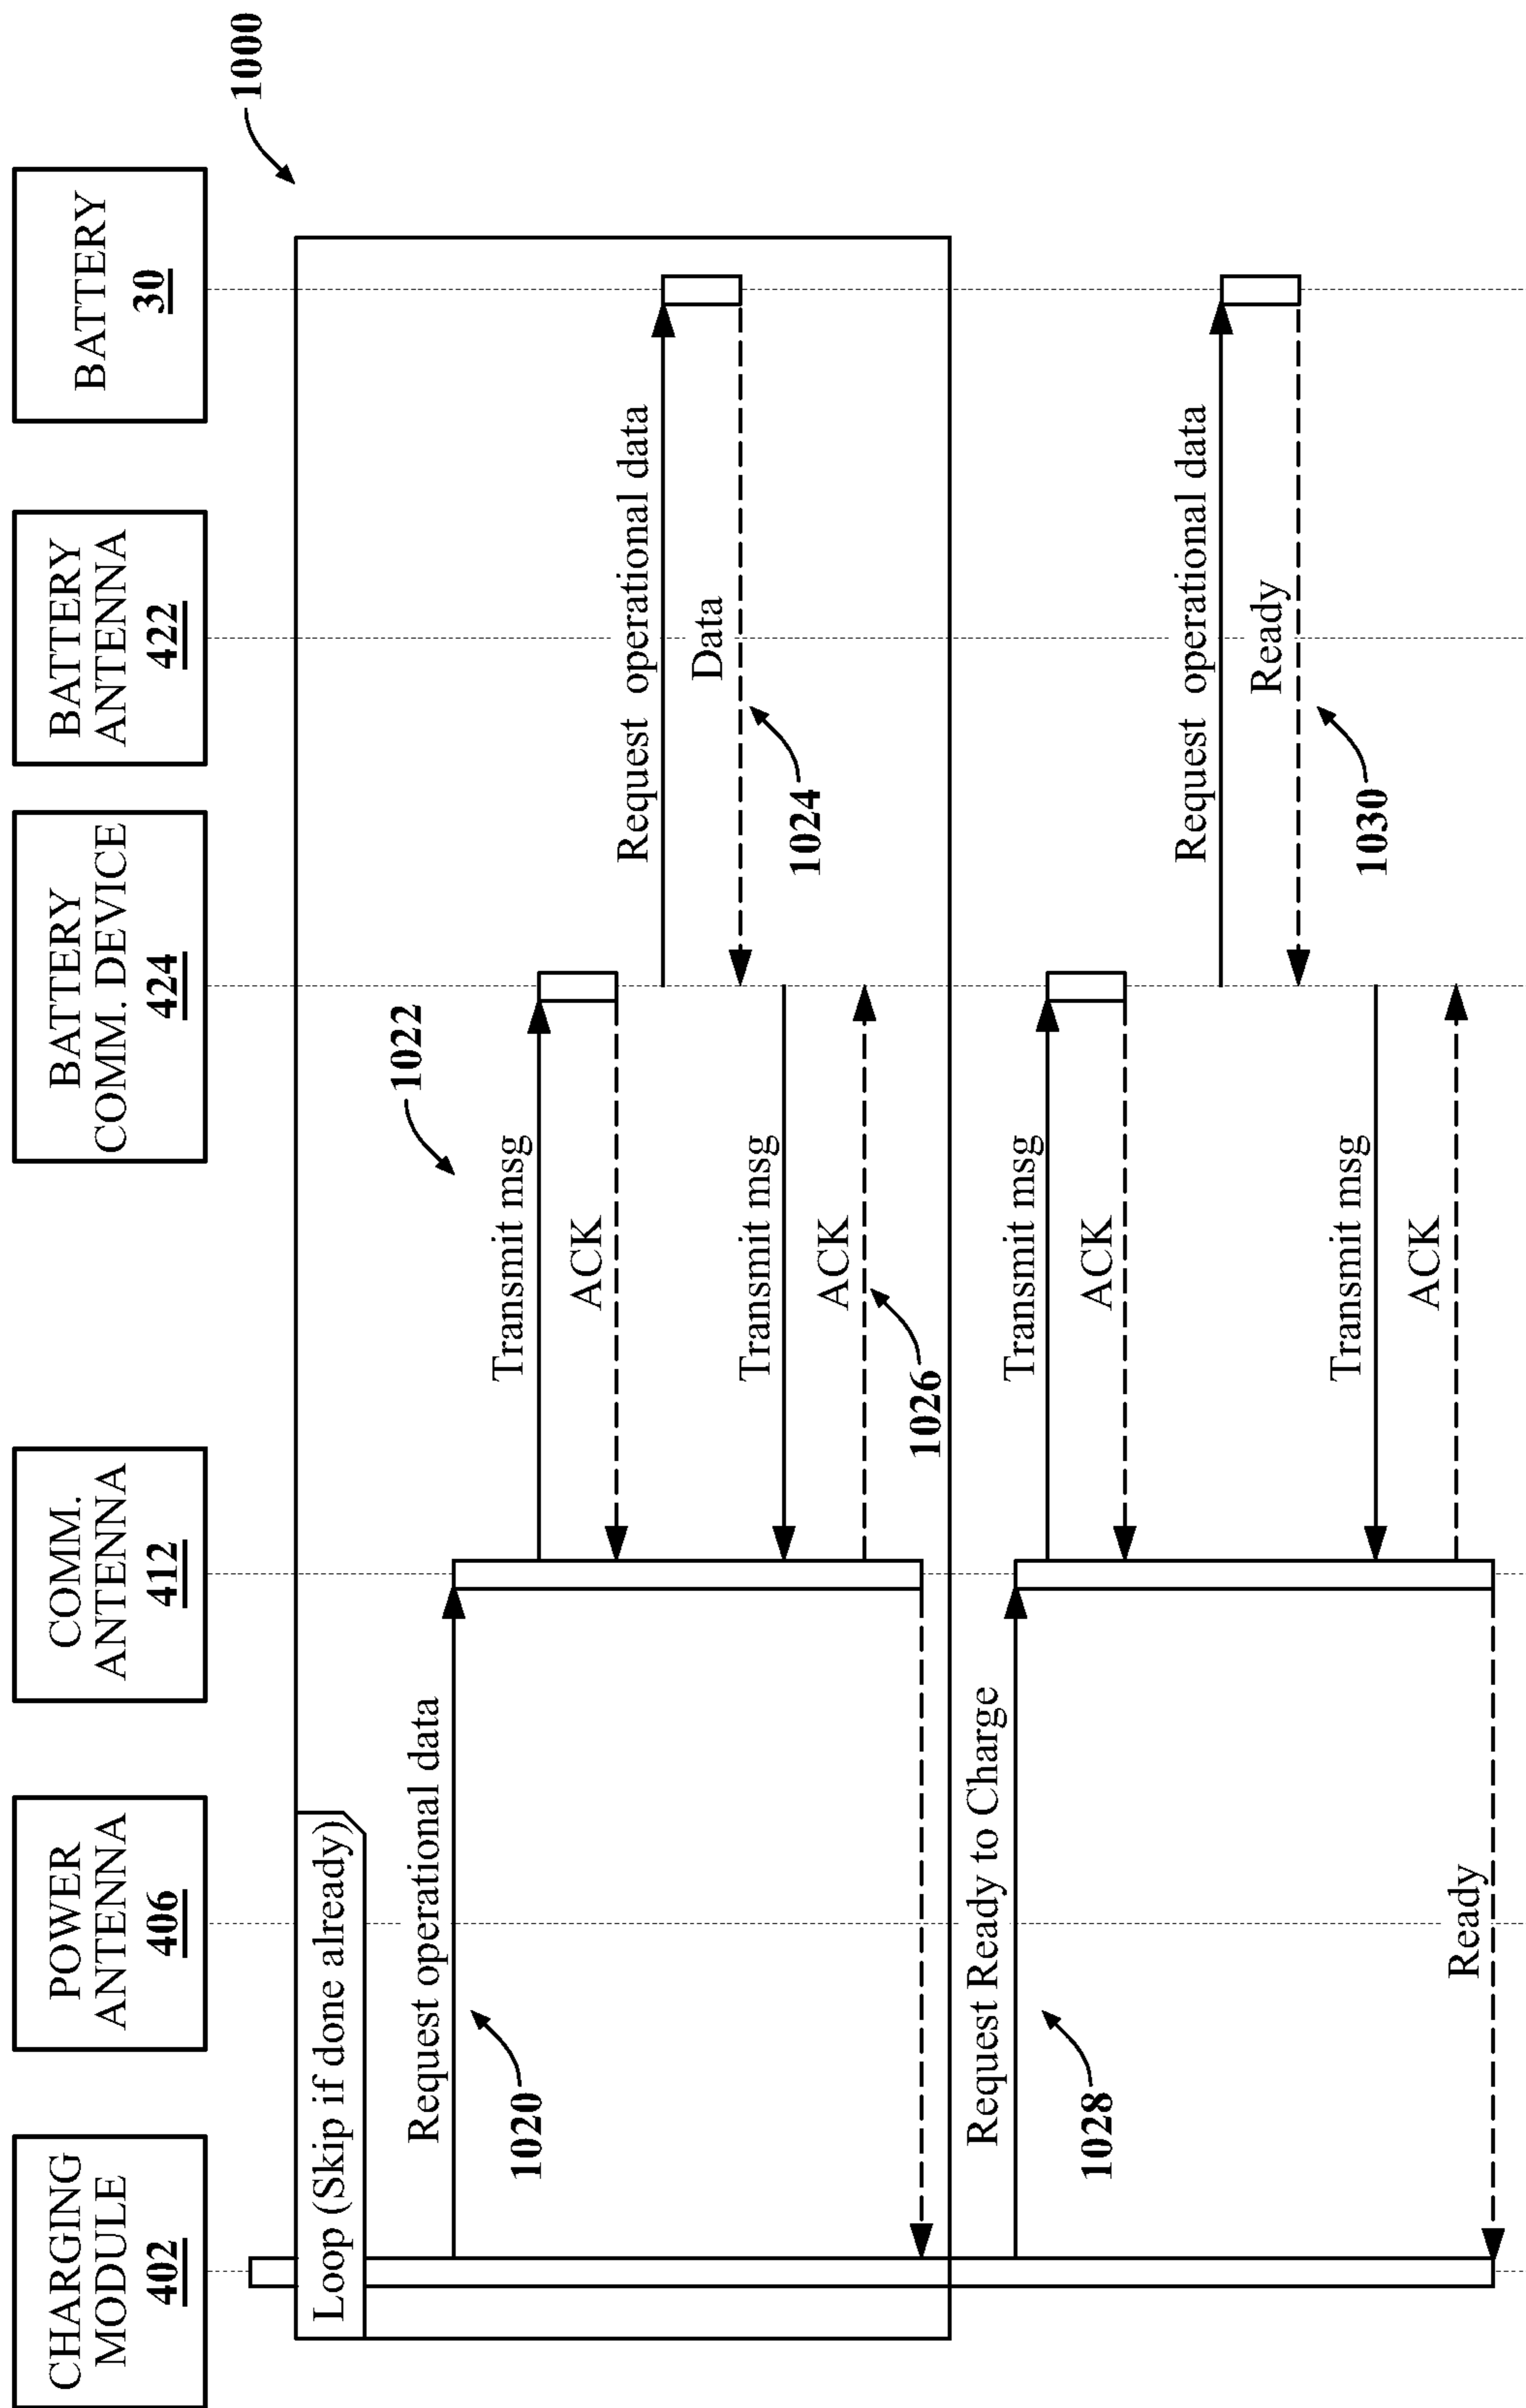 CHARGING
MODULE
402
POWER
ANTENNA
406
COMM.
ANTENNA
412
BATTERY
COMM. DEVICE
424
BATTERY
ANTENNA
422
BATTERY
30
1000
Loop (Skip if done already)
Request operational data
1020
1022
Transmit msg
ACK
Request operational data
Data
1024
Transmit msg
ACK
1026
Request Ready to Charge
1028
Transmit msg
ACK
Request operational data
Ready
1030
Transmit msg
ACK
Ready